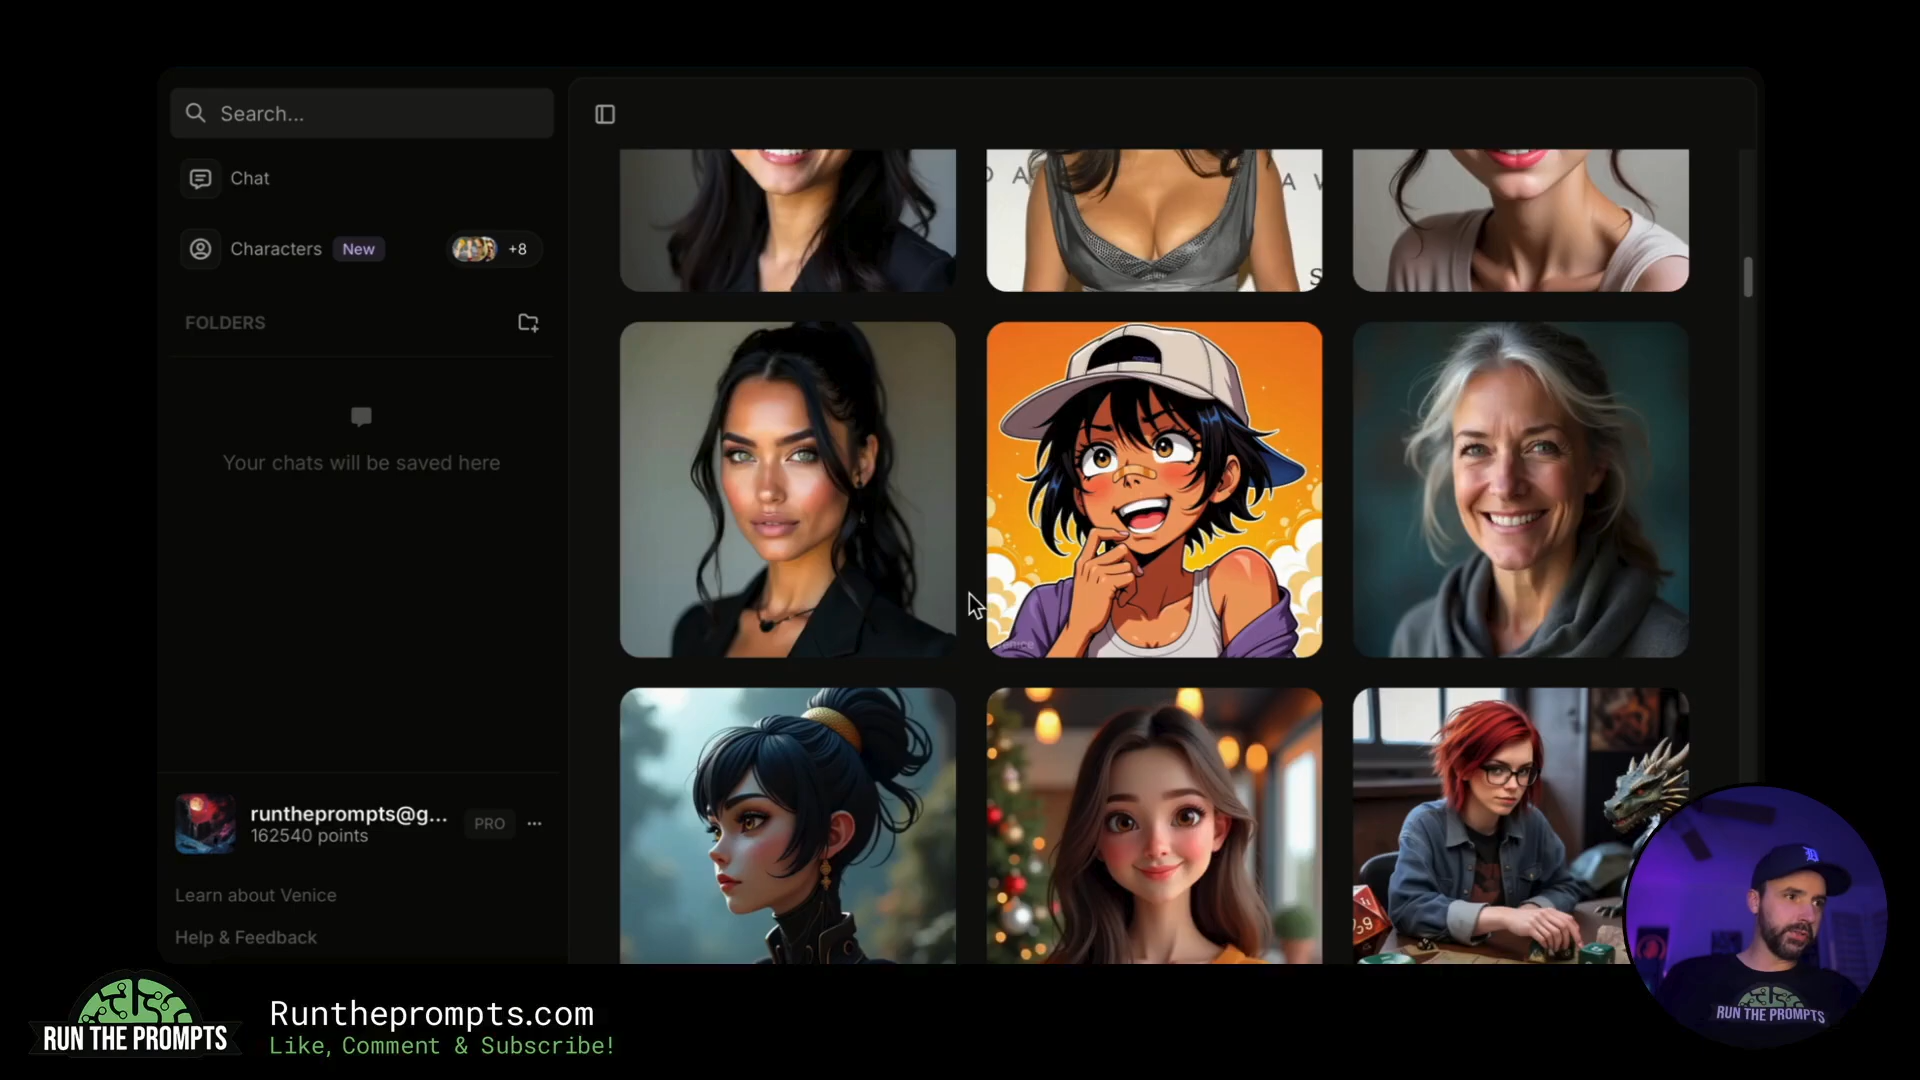 Search...
Chat
Characters New +8
FOLDERS
Your chats will be saved here
runtheprompts@g...
162540 points
PRO
Learn about Venice
Help & Feedback
RUN THE PROMPTS
Runtheprompts.com
Like, Comment & Subscribe!
D A
A W
S
venice
D
RUN THE PROMPTS